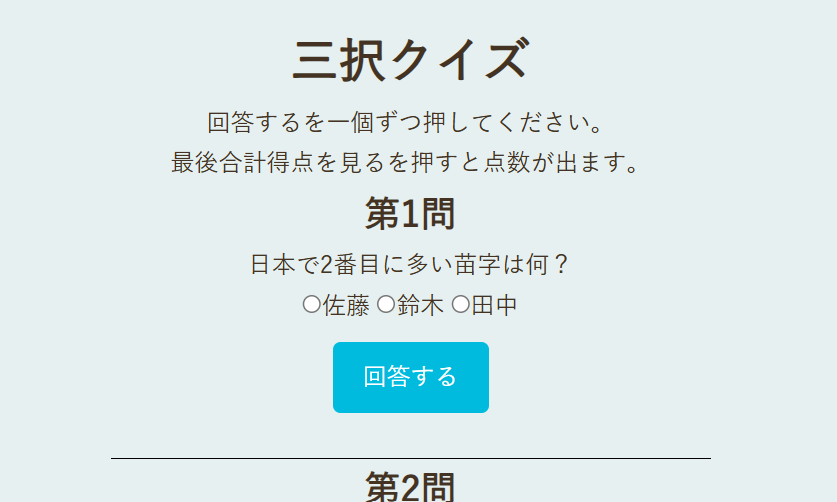 三択クイズ
回答するを一個ずつ押してください。
最後合計得点を見るを押すと点数が出ます。
第1問
日本で2番目に多い苗字は何？
佐藤 鈴木 田中
回答する
第2問